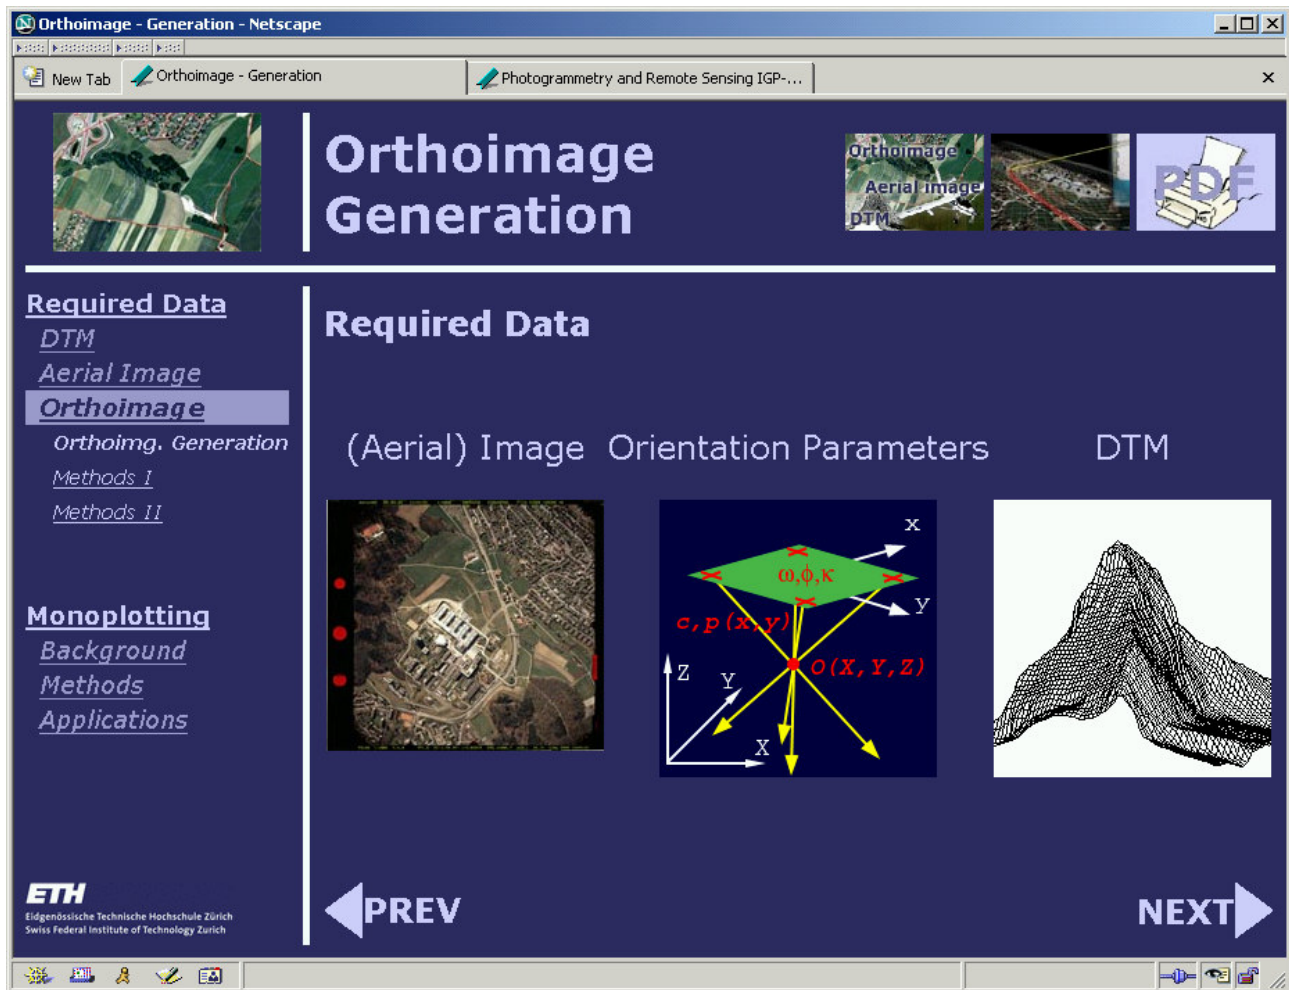 Orthoimage - Generation - Netscape
New Tab
Orthoimage - Generation
Photogrammetry and Remote Sensing IGP-...
Orthoimage
Generation
Orthoimage
Aerial image
DTM
PDF
Required Data
DTM
Aerial Image
Orthoimage
Orthoimg. Generation
Methods I
Methods II
Monoplotting
Background
Methods
Applications
Required Data
(Aerial) Image
Orientation Parameters
DTM
x
ω,ϕ,κ
y
c,p(x,y)
O(X,Y,Z)
Z
Y
X
ETH
Eidgenössische Technische Hochschule Zürich
Swiss Federal Institute of Technology Zurich
PREV
NEXT